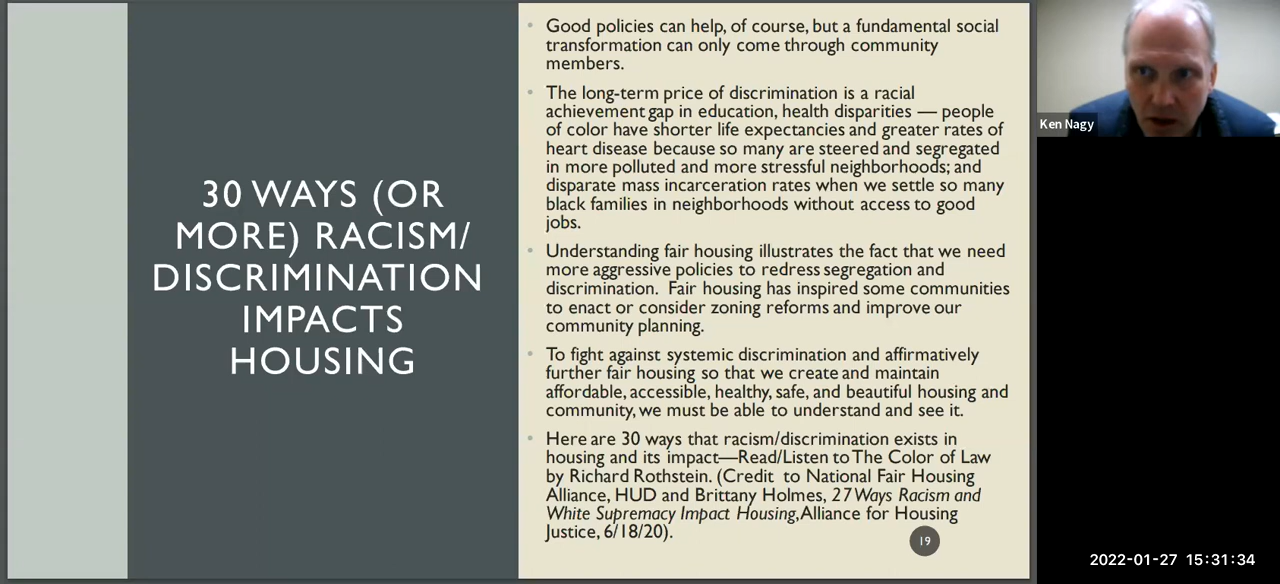 30 WAYS (OR
MORE) RACISM/
DISCRIMINATION
IMPACTS
HOUSING
Good policies can help, of course, but a fundamental social
transformation can only come through community
members.
The long-term price of discrimination is a racial
achievement gap in education, health disparities — people
of color have shorter life expectancies and greater rates of
heart disease because so many are steered and segregated
in more polluted and more stressful neighborhoods; and
disparate mass incarceration rates when we settle so many
black families in neighborhoods without access to good
jobs.
Understanding fair housing illustrates the fact that we need
more aggressive policies to redress segregation and
discrimination. Fair housing has inspired some communities
to enact or consider zoning reforms and improve our
community planning.
To fight against systemic discrimination and affirmatively
further fair housing so that we create and maintain
affordable, accessible, healthy, safe, and beautiful housing and
community, we must be able to understand and see it.
Here are 30 ways that racism/discrimination exists in
housing and its impact—Read/Listen to The Color of Law
by Richard Rothstein. (Credit to National Fair Housing
Alliance, HUD and Brittany Holmes, 27 Ways Racism and
White Supremacy Impact Housing, Alliance for Housing
Justice, 6/18/20).
19
Ken Nagy
2022-01-27 15:31:34